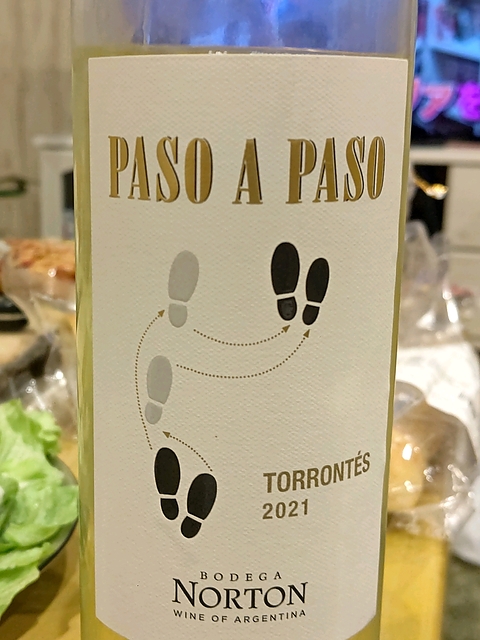 PASO A PASO
TORRONTÉS
2021
BODEGA
NORTON
WINE OF ARGENTINA